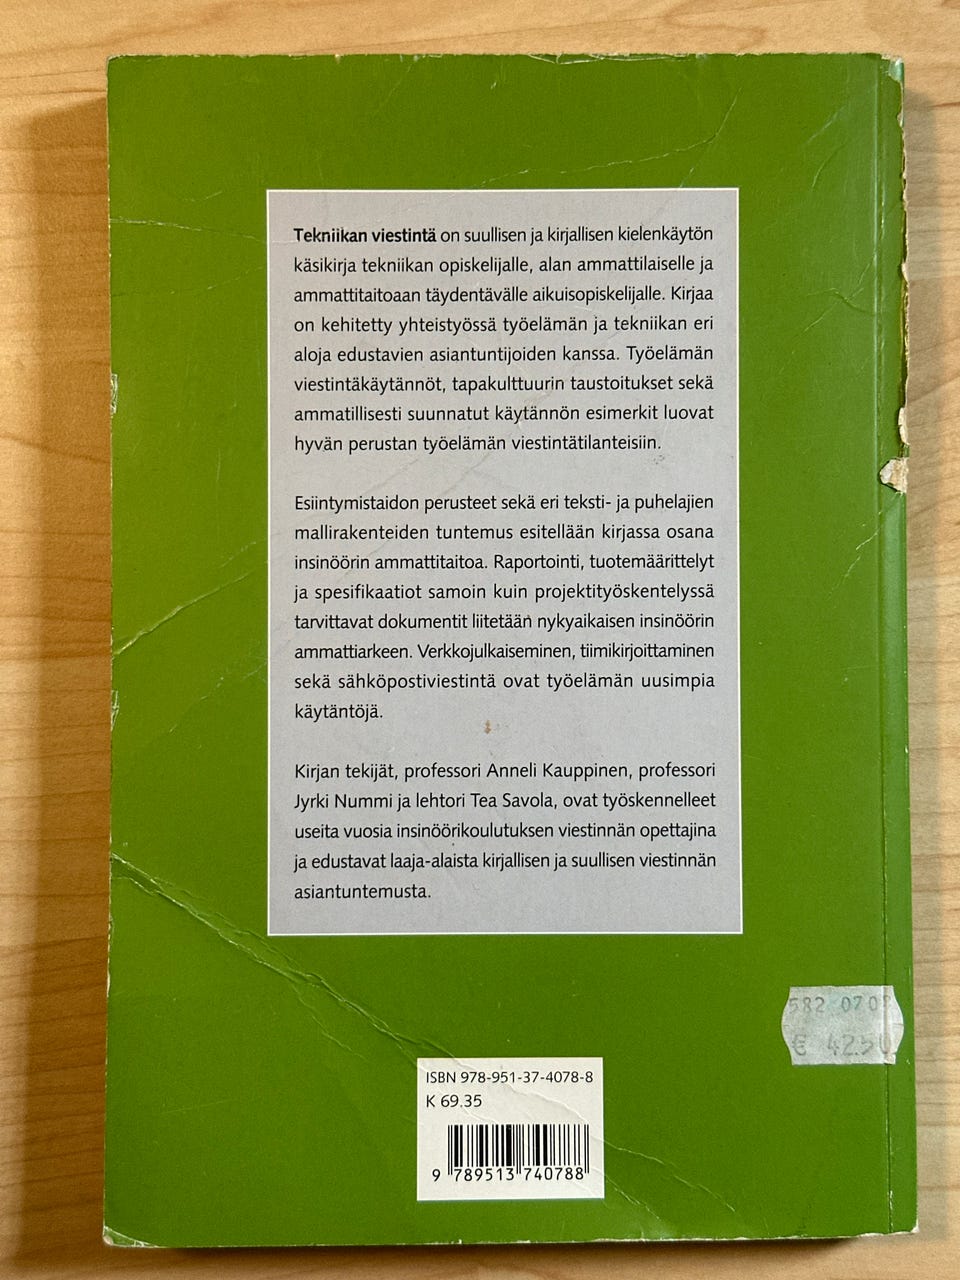 Tekniikan viestintä on suullisen ja kirjallisen kielenkäytön
käsikirja tekniikan opiskelijalle, alan ammattilaiselle ja
ammattitaitoaan täydentävälle aikuisopiskelijalle. Kirjaa
on kehitetty yhteistyössä työelämän ja tekniikan eri
aloja edustavien asiantuntijoiden kanssa. Työelämän
viestintäkäytännöt, tapakulttuurin taustoitukset sekä
ammatillisesti suunnatut käytännön esimerkit luovat
hyvän perustan työelämän viestintätilanteisiin.
Esiintymistaidon perusteet sekä eri teksti- ja puhelajien
mallirakenteiden tuntemus esitellään kirjassa osana
insinöörin ammattitaitoa. Raportointi, tuotemäärittelyt
ja spesifikaatiot samoin kuin projektityöskentelyssä
tarvittavat dokumentit liitetään nykyaikaisen insinöörin
ammattiarkeen. Verkkojulkaiseminen, tiimikirjoittaminen
sekä sähköpostiviestintä ovat työelämän uusimpia
käytäntöjä.
Kirjan tekijät, professori Anneli Kauppinen, professori
Jyrki Nummi ja lehtori Tea Savola, ovat työskennelleet
useita vuosia insinöörikoulutuksen viestinnän opettajina
ja edustavat laaja-alaista kirjallisen ja suullisen viestinnän
asiantuntemusta.
582
€ 42.50
ISBN 978-951-37-4078-8
K 69.35
9 789513 740788